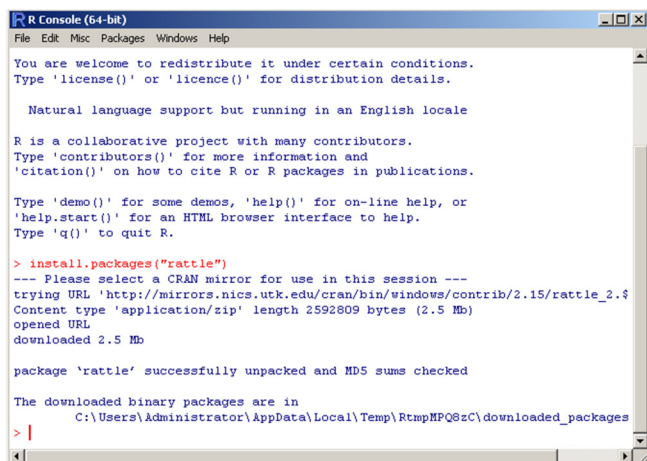 R Console (64-bit)
File Edit Misc Packages Windows Help
You are welcome to redistribute it under certain conditions.
Type 'license()' or 'licence()' for distribution details.
Natural language support but running in an English locale
R is a collaborative project with many contributors.
Type 'contributors()' for more information and
'citation()' on how to cite R or R packages in publications.
Type 'demo()' for some demos, 'help()' for on-line help, or
'help.start()' for an HTML browser interface to help.
Type 'q()' to quit R.
> install.packages("rattle")
--- Please select a CRAN mirror for use in this session ---
trying URL 'http://mirrors.nics.utk.edu/cran/bin/windows/contrib/2.15/rattle_2.$
Content type 'application/zip' length 2592809 bytes (2.5 Mb)
opened URL
downloaded 2.5 Mb
package ‘rattle’ successfully unpacked and MD5 sums checked
The downloaded binary packages are in
C:\Users\Administrator\AppData\Local\Temp\RtmpMPQ8zC\downloaded_packages
>